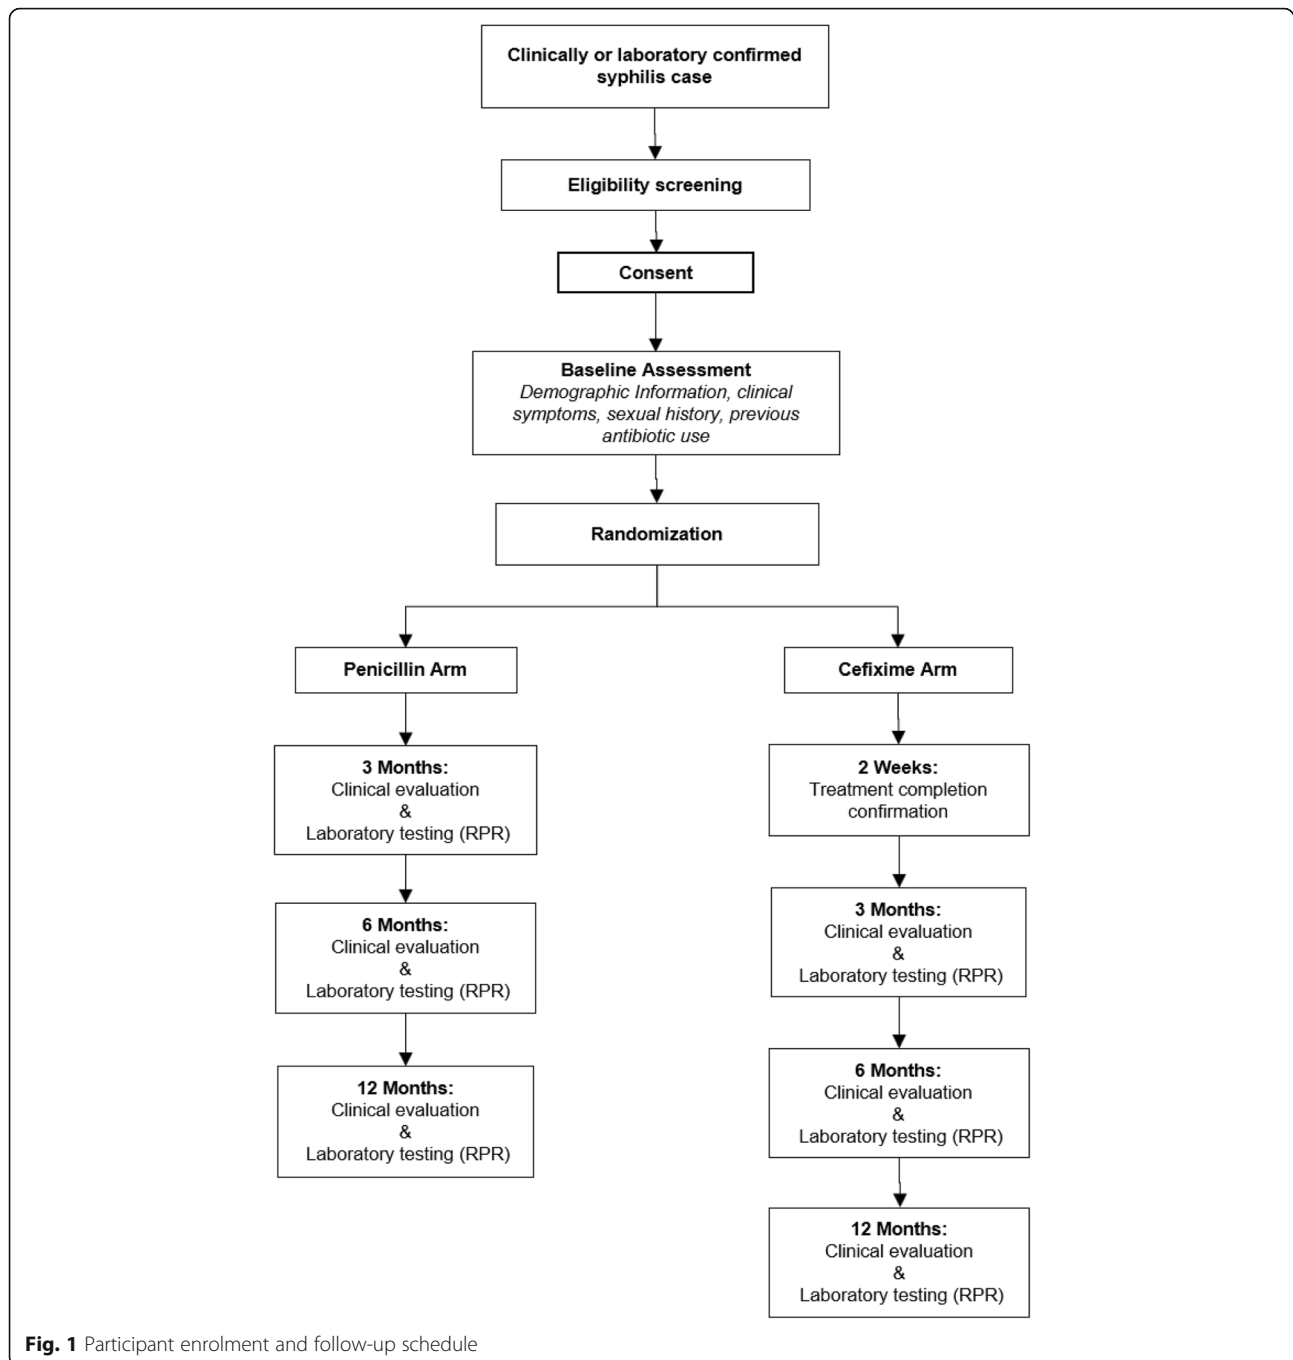 Clinically or laboratory confirmed
syphilis case
Eligibility screening
Consent
Baseline Assessment
Demographic Information, clinical
symptoms, sexual history, previous
antibiotic use
Randomization
Penicillin Arm
3 Months:
Clinical evaluation
&
Laboratory testing (RPR)
6 Months:
Clinical evaluation
&
Laboratory testing (RPR)
12 Months:
Clinical evaluation
&
Laboratory testing (RPR)
Cefixime Arm
2 Weeks:
Treatment completion
confirmation
3 Months:
Clinical evaluation
&
Laboratory testing (RPR)
6 Months:
Clinical evaluation
&
Laboratory testing (RPR)
12 Months:
Clinical evaluation
&
Laboratory testing (RPR)
Fig. 1 Participant enrolment and follow-up schedule